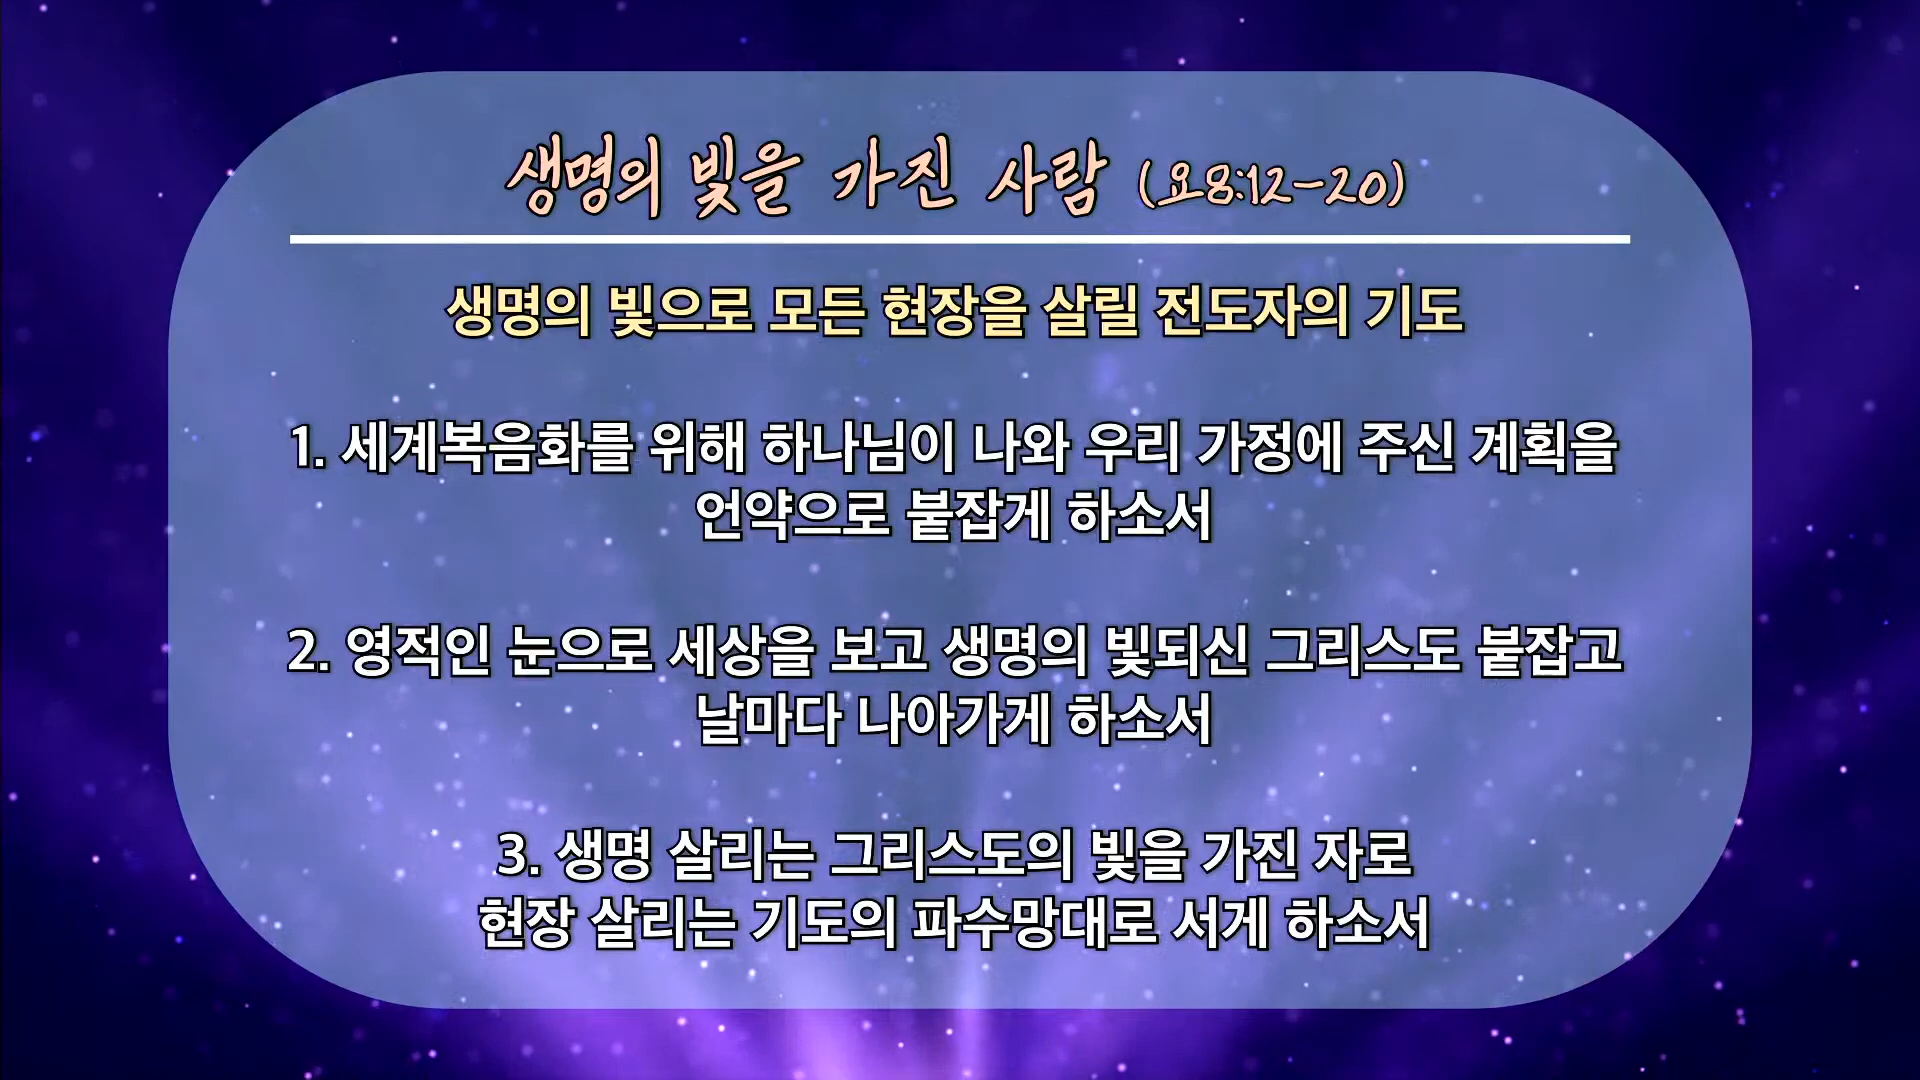 생명의 빛을 가진 사람 (요8:12-20)
생명의 빛으로 모든 현장을 살릴 전도자의 기도
1. 세계복음화를 위해 하나님이 나와 우리 가정에 주신 계획을
언약으로 붙잡게 하소서
2. 영적인 눈으로 세상을 보고 생명의 빛되신 그리스도 붙잡고
날마다 나아가게 하소서
3. 생명 살리는 그리스도의 빛을 가진 자로
현장 살리는 기도의 파수망대로 서게 하소서